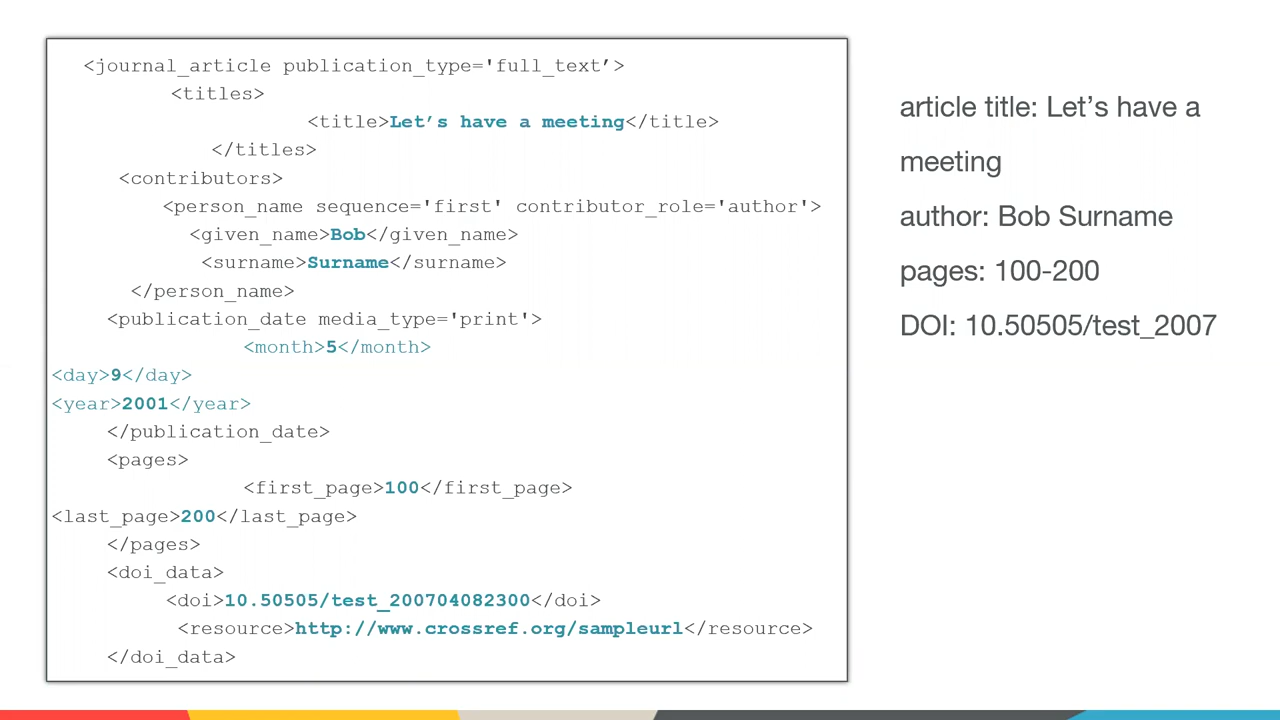 <journal_article publication_type='full_text’>
<titles>
<title>Let’s have a meeting</title>
</titles>
<contributors>
<person_name sequence='first' contributor_role='author'>
<given_name>Bob</given_name>
<surname>Surname</surname>
</person_name>
<publication_date media_type='print'>
<month>5</month>
<day>9</day>
<year>2001</year>
</publication_date>
<pages>
<first_page>100</first_page>
<last_page>200</last_page>
</pages>
<doi_data>
<doi>10.50505/test_200704082300</doi>
<resource>http://www.crossref.org/sampleurl</resource>
</doi_data>
article title: Let’s have a
meeting
author: Bob Surname
pages: 100-200
DOI: 10.50505/test_2007